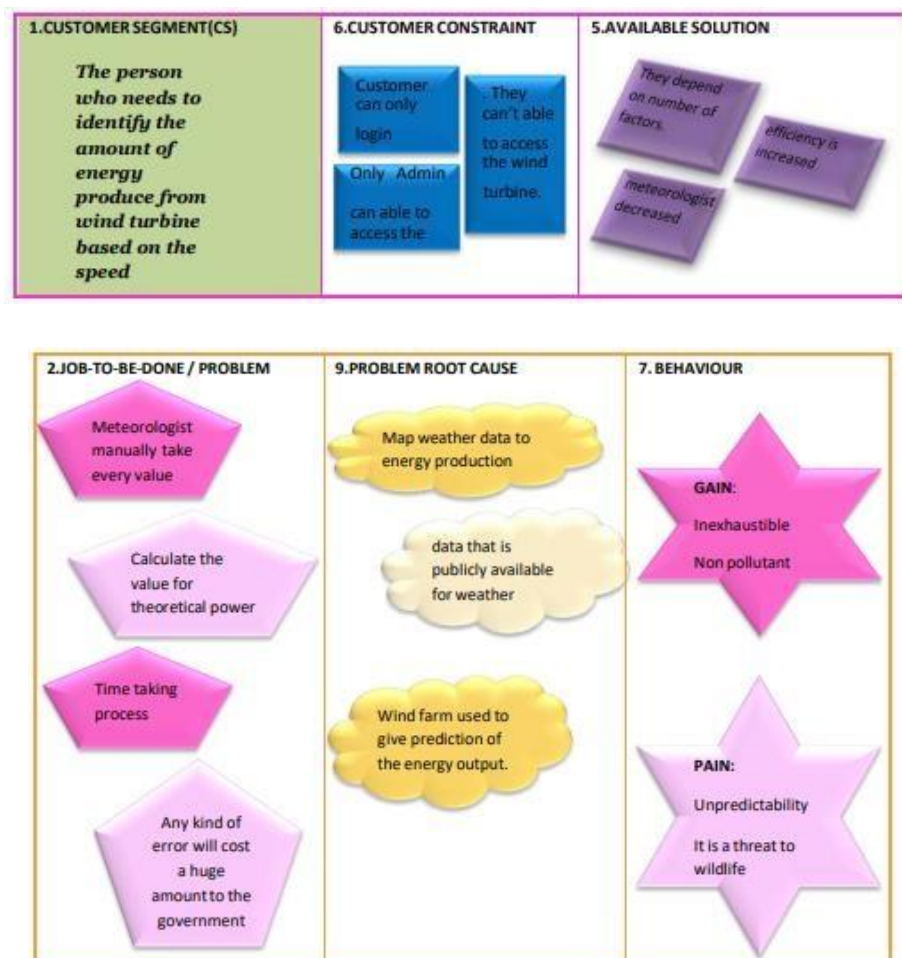 1.CUSTOMER SEGMENT(CS)
The person
who needs to
identify the
amount of
energy
produce from
wind turbine
based on the
speed
6.CUSTOMER CONSTRAINT
Customer
can only
login
Only Admin
can able to
access the
. They
can't able
to access
the wind
turbine.
5.AVAILABLE SOLUTION
They depend
on number of
factors.
efficiency is
increased
meteorologist
decreased
2.JOB-TO-BE-DONE / PROBLEM
Meteorologist
manually take
every value
Calculate the
value for
theoretical power
Time taking
process
Any kind of
error will cost
a huge
amount to the
government
9.PROBLEM ROOT CAUSE
Map weather data to
energy production
data that is
publicly available
for weather
Wind farm used to
give prediction of
the energy output.
7. BEHAVIOUR
GAIN:
Inexhaustible
Non pollutant
PAIN:
Unpredictability
It is a threat to
wildlife